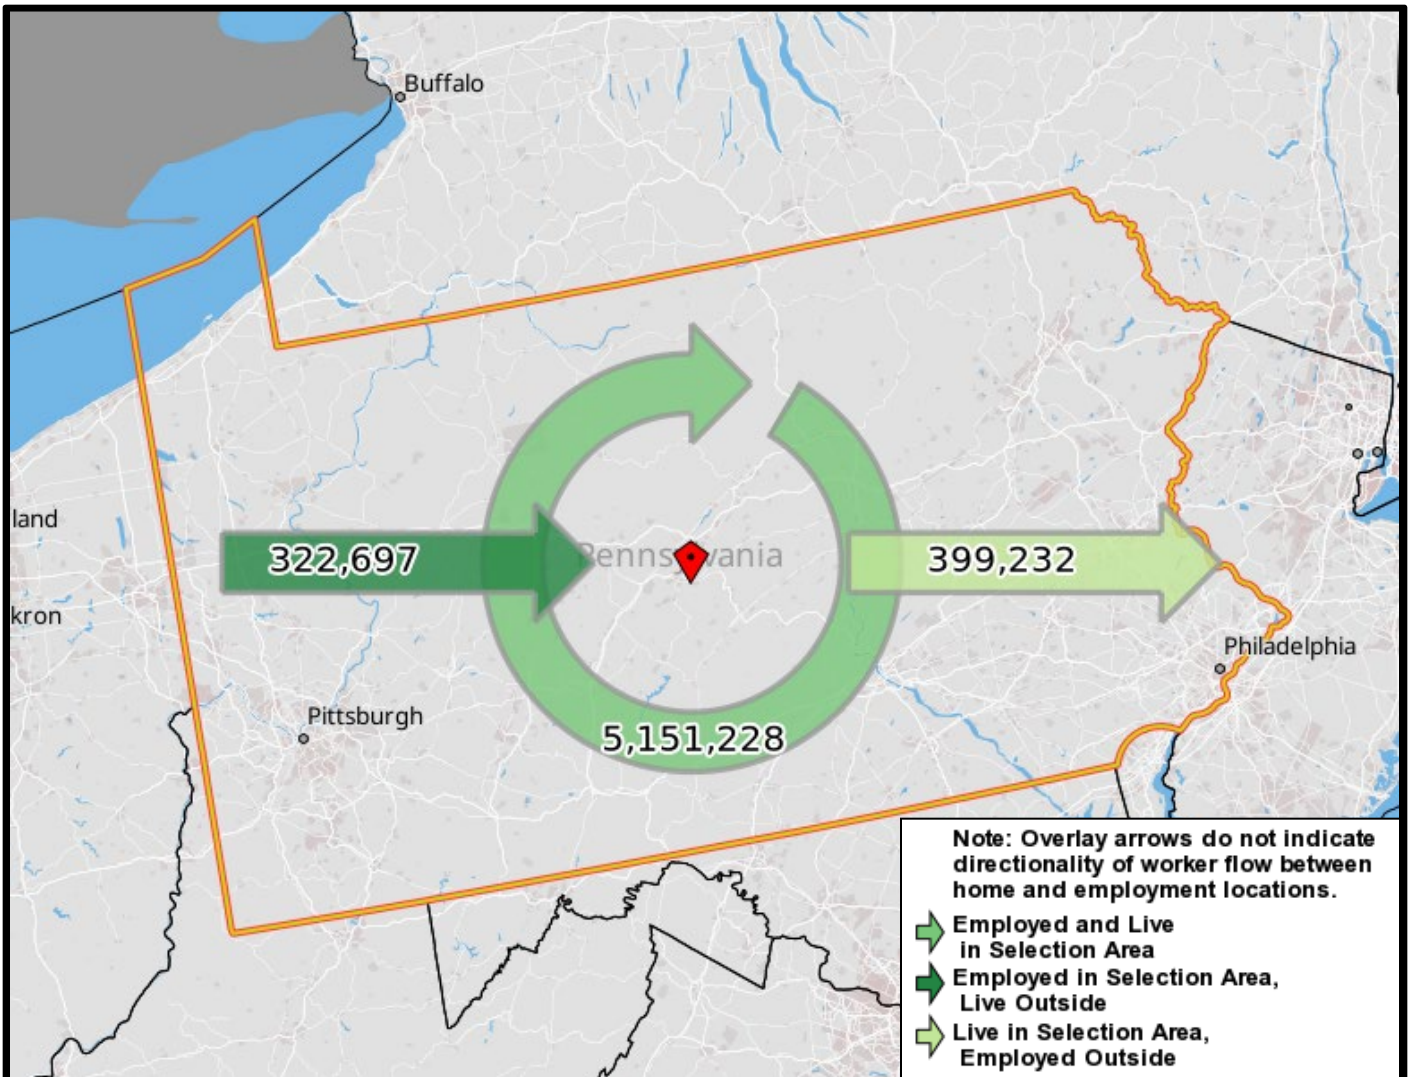 Buffalo
land
322,697
Pennsylvania
399,232
kron
Philadelphia
Pittsburgh
5,151,228
Note: Overlay arrows do not indicate
directionality of worker flow between
home and employment locations.
Employed and Live
in Selection Area
Employed in Selection Area,
Live Outside
Live in Selection Area,
Employed Outside